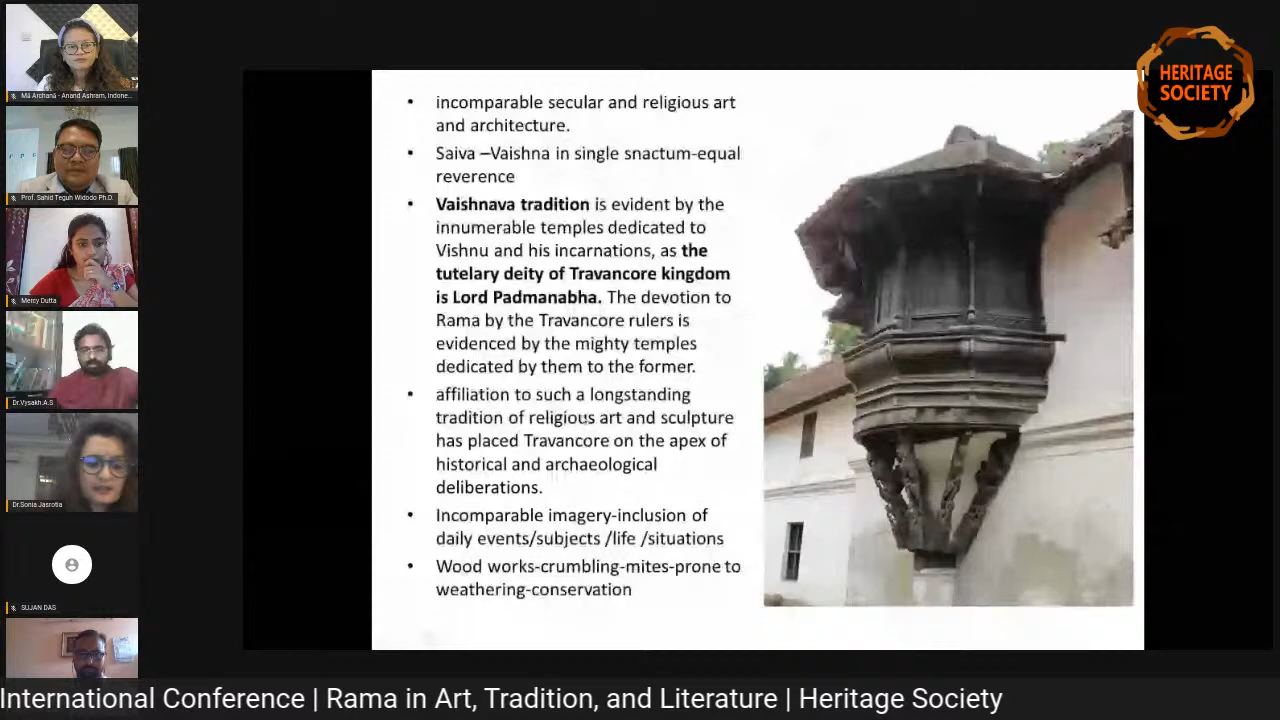 HERITAGE
SOCIETY
Mā Archanā - Anand Ashram, Indone...
Prof. Sahid Teguh Widodo Ph.D.
Mercy Dutta
Dr.Vysakh.A.S
Dr.Sonia Jasrotia
SUJAN DAS
• incomparable secular and religious art
and architecture.
• Saiva –Vaishna in single snactum-equal
reverence
• Vaishnava tradition is evident by the
innumerable temples dedicated to
Vishnu and his incarnations, as the
tutelary deity of Travancore kingdom
is Lord Padmanabha. The devotion to
Rama by the Travancore rulers is
evidenced by the mighty temples
dedicated by them to the former.
• affiliation to such a longstanding
tradition of religious art and sculpture
has placed Travancore on the apex of
historical and archaeological
deliberations.
• Incomparable imagery-inclusion of
daily events/subjects /life /situations
• Wood works-crumbling-mites-prone to
weathering-conservation
International Conference | Rama in Art, Tradition, and Literature | Heritage Society